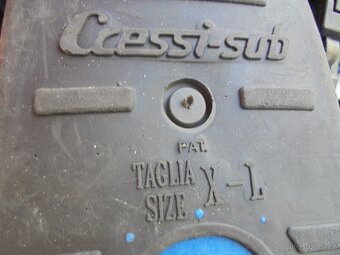 Cressi-sub
PAT.
TAGLIA
SIZE X-L